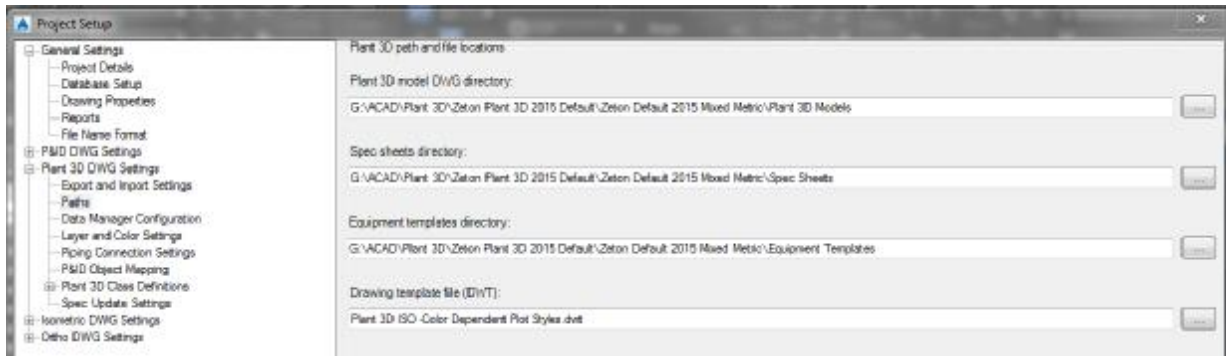 Project Setup
General Settings
Project Details
Database Setup
Drawing Properties
Reports
File Name Format
P&ID DWG Settings
Plant 3D DWG Settings
Export and Import Settings
Paths
Data Manager Configuration
Layer and Color Settings
Piping Connection Settings
P&ID Object Mapping
Plant 3D Class Definitions
Spec Update Settings
Isometric DWG Settings
Ortho DWG Settings
Plant 3D path and file locations
Plant 3D model DWG directory:
G:\ACAD\Plant 3D\Zeton Plant 3D 2015 Default\Zeton Default 2015 Mixed Metric\Plant 3D Models
...
Spec sheets directory:
G:\ACAD\Plant 3D\Zeton Plant 3D 2015 Default\Zeton Default 2015 Mixed Metric\Spec Sheets
...
Equipment templates directory:
G:\ACAD\Plant 3D\Zeton Plant 3D 2015 Default\Zeton Default 2015 Mixed Metric\Equipment Templates
...
Drawing template file (DWT):
Plant 3D ISO -Color Dependent Plot Styles.dwt
...